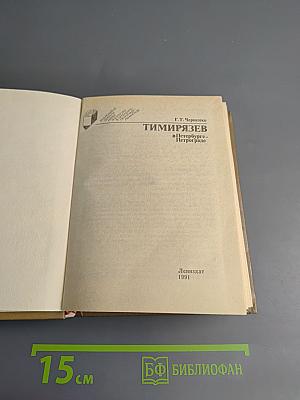 Г. Т. Черненко
ТИМИРЯЗЕВ
в Петербурге-
Петрограде
Лениздат
1991
15 см
БФ БИБЛИОФАН